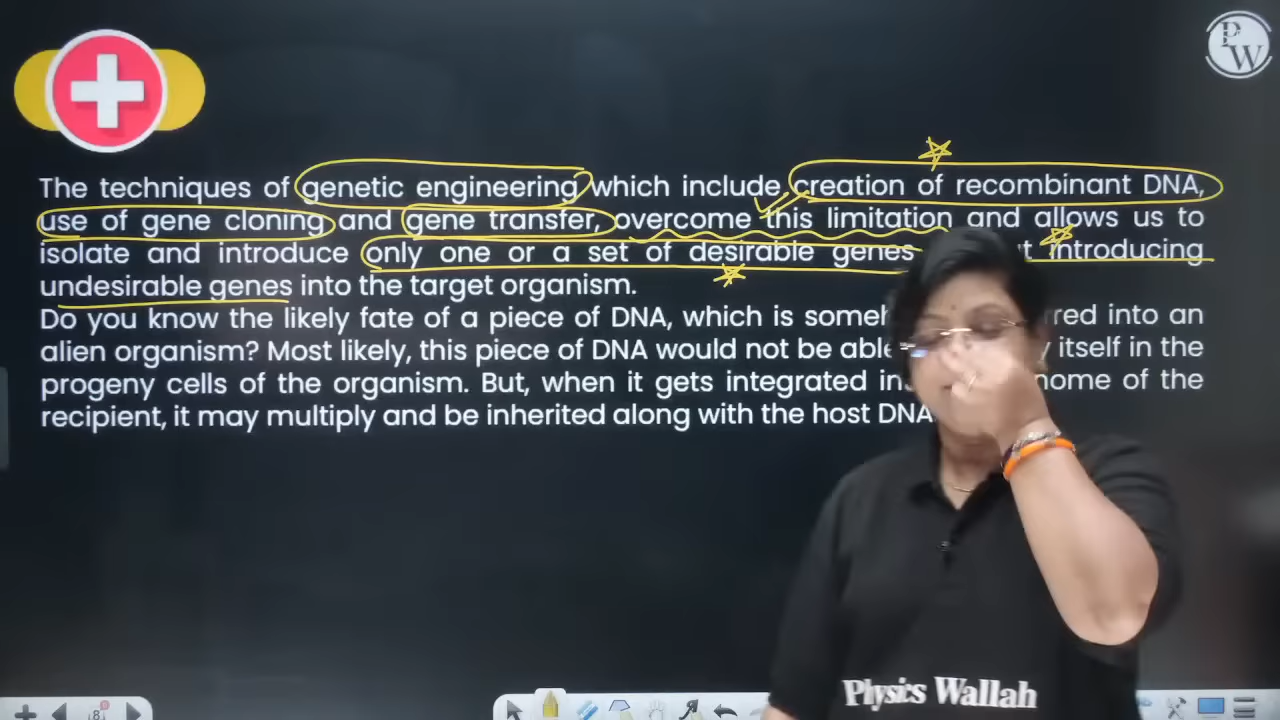 PW
The techniques of genetic engineering which include creation of recombinant DNA,
use of gene cloning and gene transfer, overcome this limitation and allows us to
isolate and introduce only one or a set of desirable genes introducing
undesirable genes into the target organism.
Do you know the likely fate of a piece of DNA, which is into an
alien organism? Most likely, this piece of DNA would not be itself in the
progeny cells of the organism. But, when it gets integrated of the
recipient, it may multiply and be inherited along with the host DNA
Physics Wallah
8